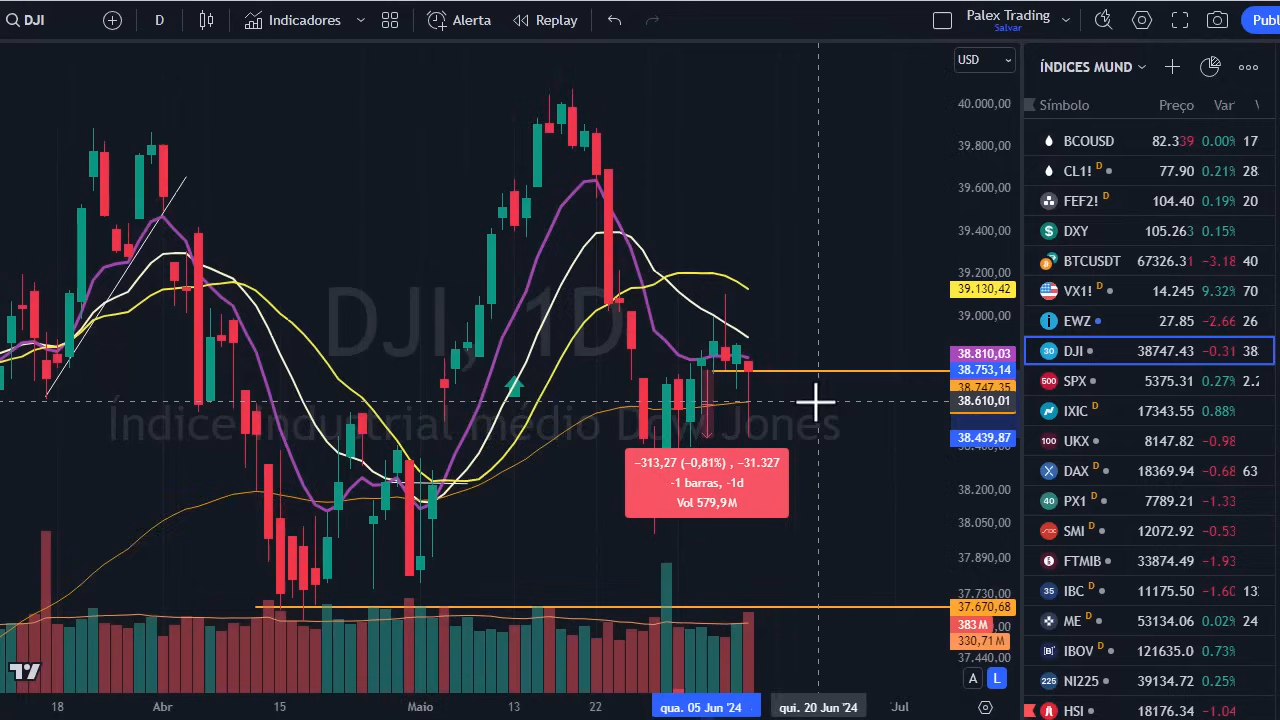 DJI
D
Indicadores
Alerta
Replay
Palex Trading
Salvar
Publ
USD
ÍNDICES MUND
Símbolo Preço Var V
BCOUSD 82.339 0.00% 17
CL1! D 77.90 0.21% 28
FEF2! D 104.40 0.19% 20
DXY 105.263 0.15%
BTCUSDT 67326.31 −3.18 40
VX1! D 14.245 9.32% 70
EWZ 27.85 −2.66 26
DJI 38747.43 −0.31 38
SPX 5375.31 0.27% 2.2
IXIC 17343.55 0.88%
UKX 8147.82 −0.98
DAX D 18369.94 −0.68 63
PX1 D 7789.21 −1.33
SMI D 12072.92 −0.53
FTMIB 33874.49 −1.93
IBC D 11175.50 −1.60 13
ME D 53134.06 0.02% 24
IBOV D 121635.0 0.73%
NI225 39134.72 0.25%
HSI 18176.34 −1.04
40.000,00
39.800,00
39.600,00
39.400,00
39.200,00
39.130,42
39.000,00
38.810,03
38.753,14
38.747,35
38.610,01
38.439,87
38.200,00
38.050,00
37.890,00
37.730,00
37.670,68
383 M
330,71 M
37.440,00
DJI, 1D
Índice Industrial médio Dow Jones
−313,27 (−0,81%) , −31.327
-1 barras, -1d
Vol 579,9M
A L
18 Abr 15 Maio 13 22 qua. 05 Jun '24 qui. 20 Jun '24 Jul